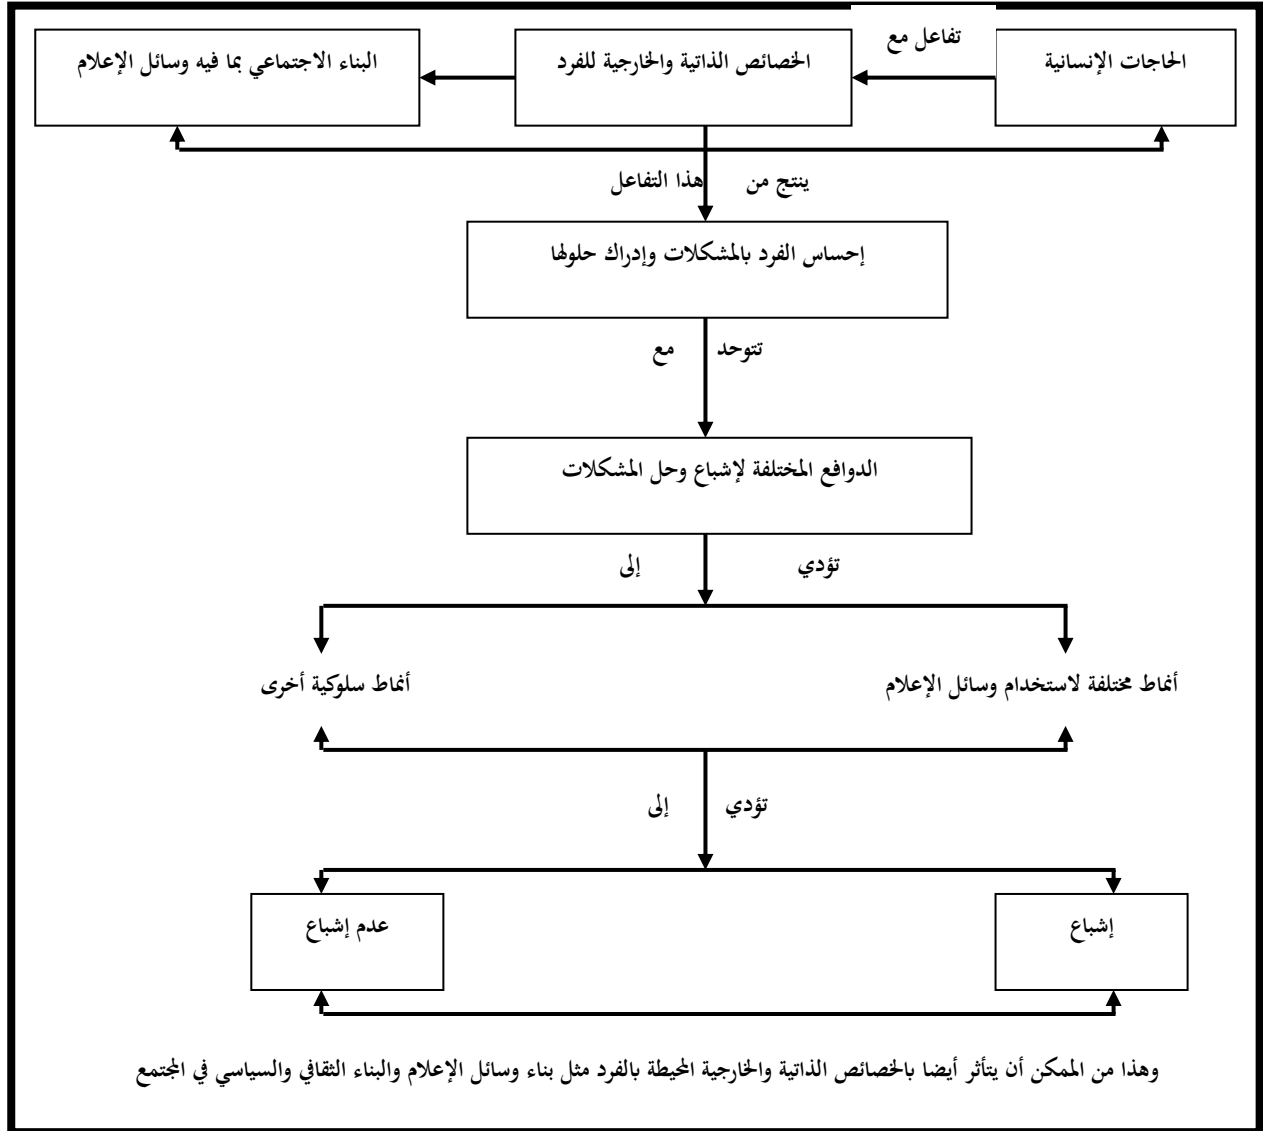 تفاعل مع
الحاجات الإنسانية
الخصائص الذاتية والخارجية للفرد
البناء الاجتماعي بما فيه وسائل الإعلام
ينتج من هذا التفاعل
إحساس الفرد بالمشكلات وإدراك حلولها
تتوحد مع
الدوافع المختلفة لإشباع وحل المشكلات
تؤدي إلى
أنماط مختلفة لاستخدام وسائل الإعلام
أنماط سلوكية أخرى
تؤدي إلى
إشباع
عدم إشباع
وهذا من الممكن أن يتأثر أيضا بالخصائص الذاتية والخارجية المحيطة بالفرد مثل بناء وسائل الإعلام والبناء الثقافي والسياسي في المجتمع